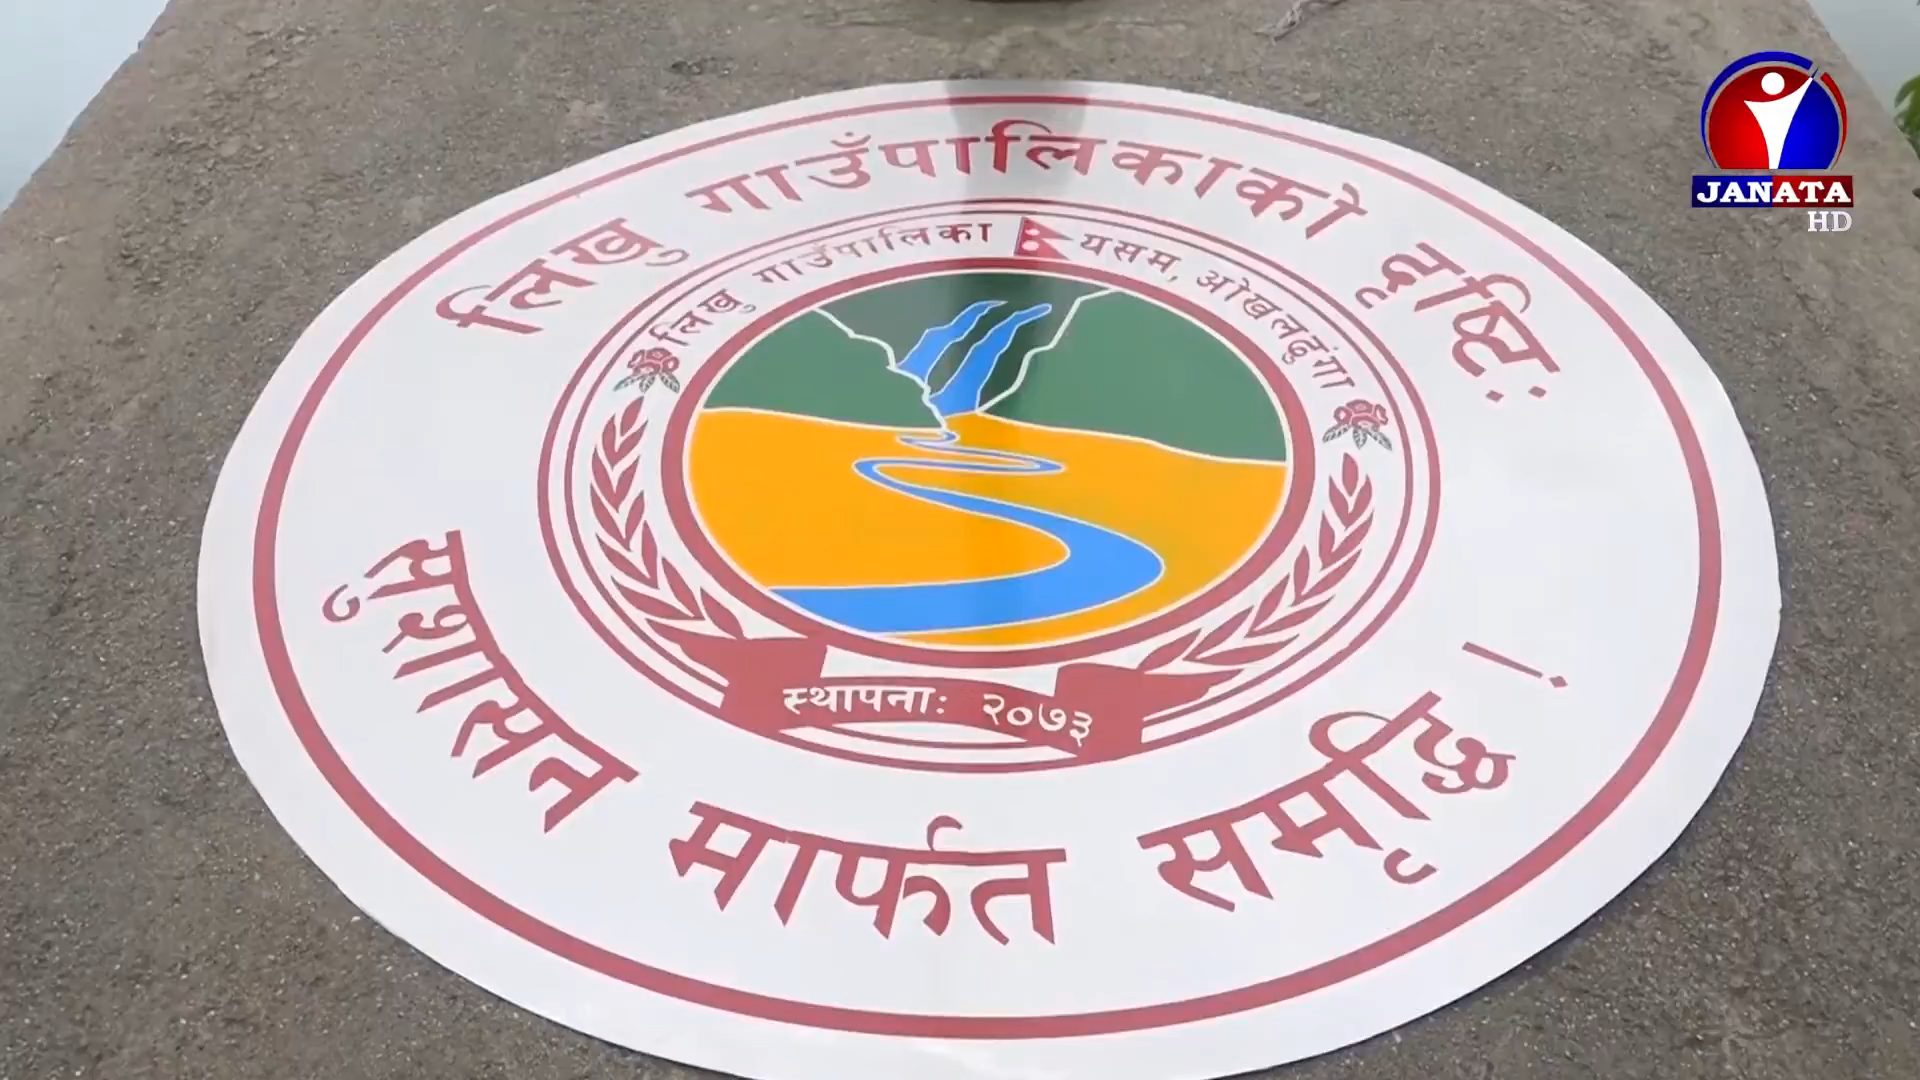 लिखु गाउँपालिकाको दृष्टिः
लिखु गाउँपालिका यसम, ओखलढुंगा
स्थापनाः २०७३
सुशासन मार्फत समृद्धि ।
JANATA
HD